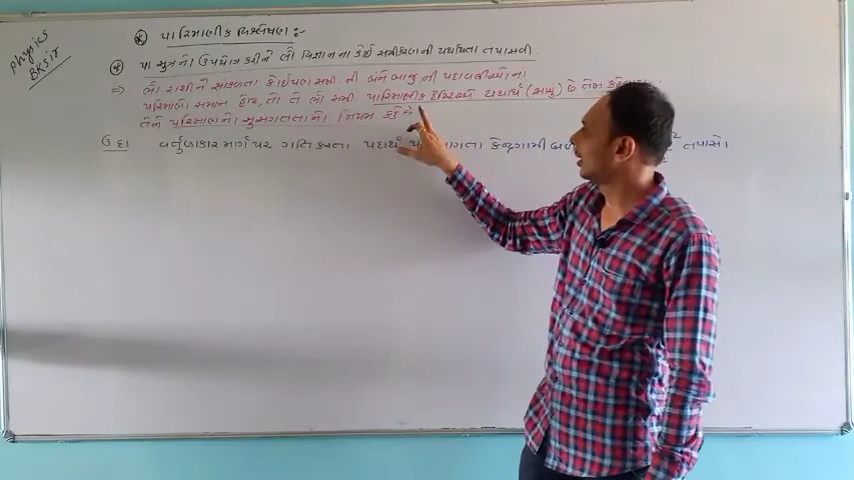 Physics
BKSir
* પારિમાણીક વિશ્લેષણ :-
* પા સુત્રનો ઉપયોગ કરીને ભૌ વિજ્ઞાનના કોઈ સમીકરણની યથાર્થતા તપાસવી.
⇒ ભૌ રાશીને સાંકળતા કોઈપણ સમી. ની બંને બાજુ ની પદાવલીઓના
પરિમાણ સમાન હોય, તો તે ભૌ સમી પારિમાણીક દ્રષ્ટિએ યથાર્થ (સાચુ) છે તેમ
તેને પરિમાણનો સુસંગતતાનો નિયમ કહે છે
ઉદા વર્તુળાકાર માર્ગ પર ગતિ કરતા પદાર્થ લાગતા કેન્દ્રગામી બળ તપાસો.